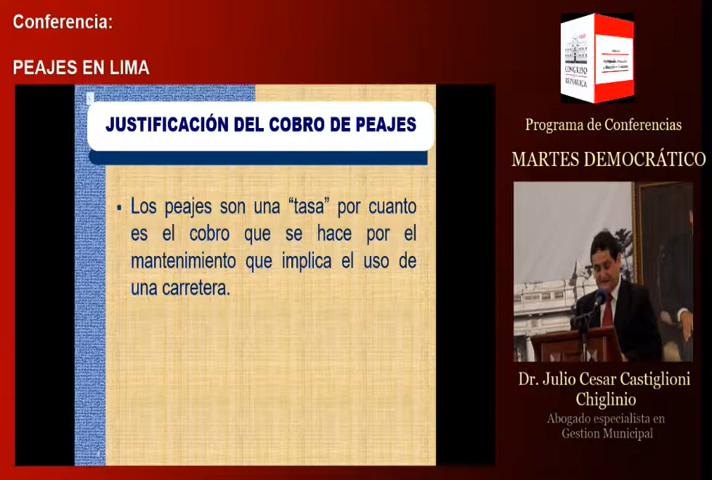 Conferencia:
PEAJES EN LIMA
JUSTIFICACIÓN DEL COBRO DE PEAJES
• Los peajes son una “tasa” por cuanto
es el cobro que se hace por el
mantenimiento que implica el uso de
una carretera.
CONGRESO
REPÚBLICA
Programa de Conferencias
MARTES DEMOCRÁTICO
Dr. Julio Cesar Castiglioni
Chiglinio
Abogado especialista en
Gestion Municipal